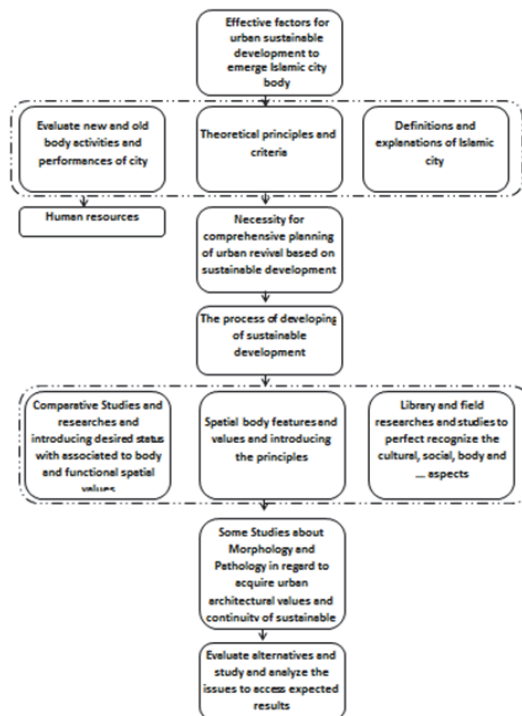 Effective factors for
urban sustainable
development to
emerge Islamic city
body
Evaluate new and old
body activities and
performances of city
Theoretical principles and
criteria
Definitions and
explanations of Islamic
city
Human resources
Necessity for
comprehensive planning
of urban revival based on
sustainable development
The process of developing
of sustainable
development
Comparative Studies and
researches and
introducing desired status
with associated to body
and functional spatial
values
Spatial body features and
values and introducing
the principles
Library and field
researches and studies to
perfect recognize the
cultural, social, body and
.... aspects
Some Studies about
Morphology and
Pathology in regard to
acquire urban
architectural values and
continuity of sustainable
Evaluate alternatives and
study and analyze the
issues to access expected
results